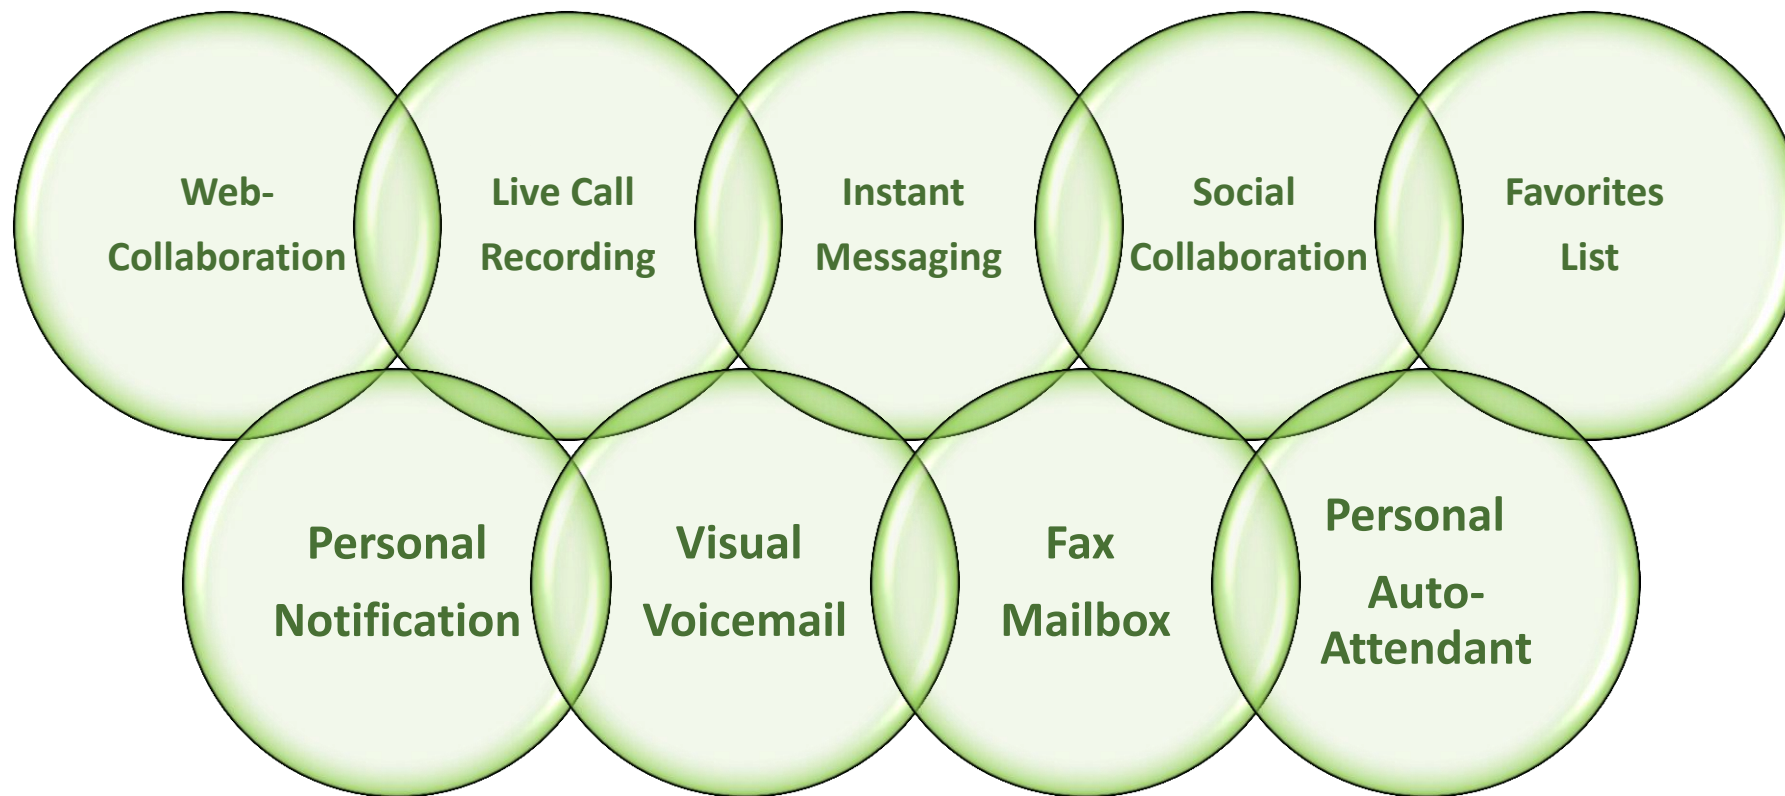 Web-
Collaboration
Live Call
Recording
Instant
Messaging
Social
Collaboration
Favorites
List
Personal
Notification
Visual
Voicemail
Fax
Mailbox
Personal
Auto-
Attendant